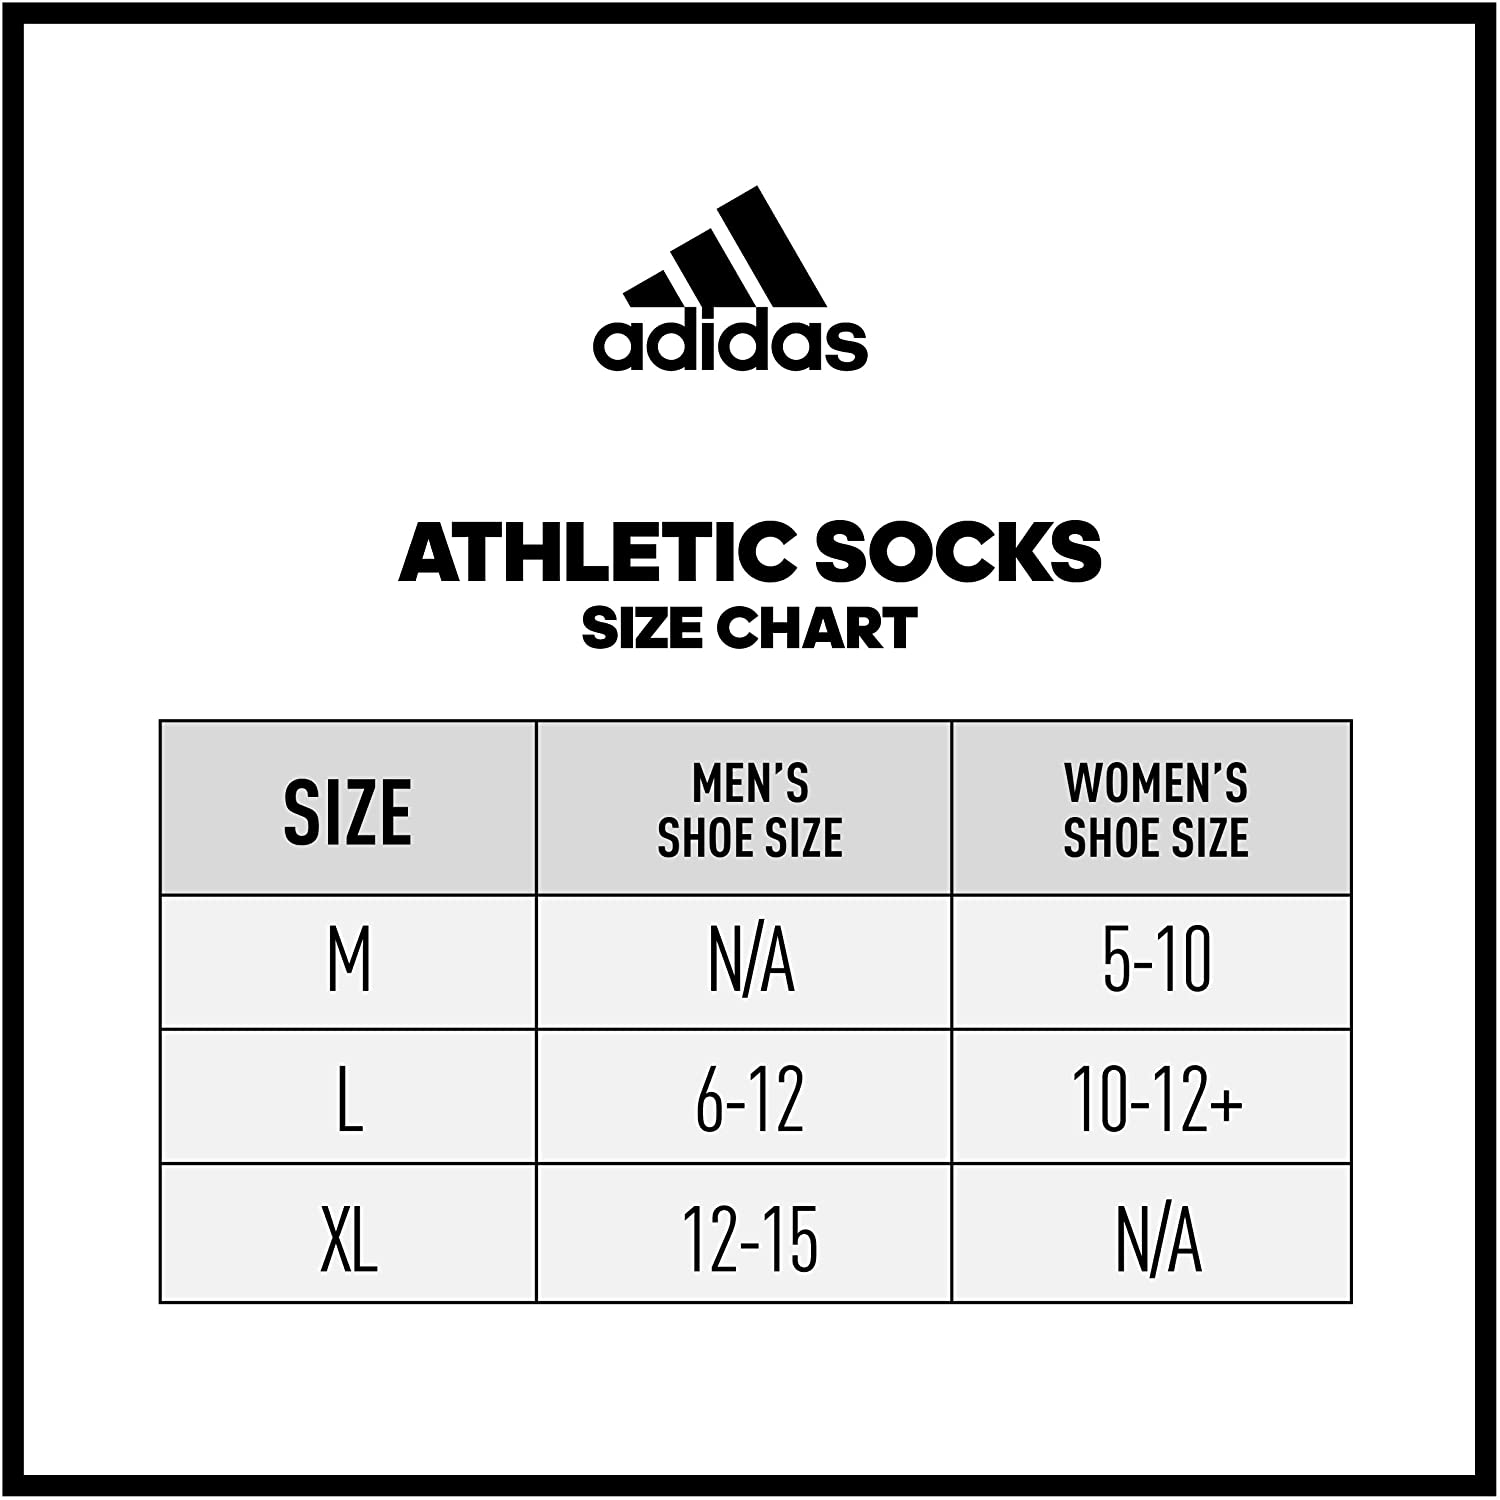 adidas
ATHLETIC SOCKS
SIZE CHART
SIZE
MEN'S
SHOE SIZE
WOMEN'S
SHOE SIZE
M N/A 5-10
L 6-12 10-12+
XL 12-15 N/A